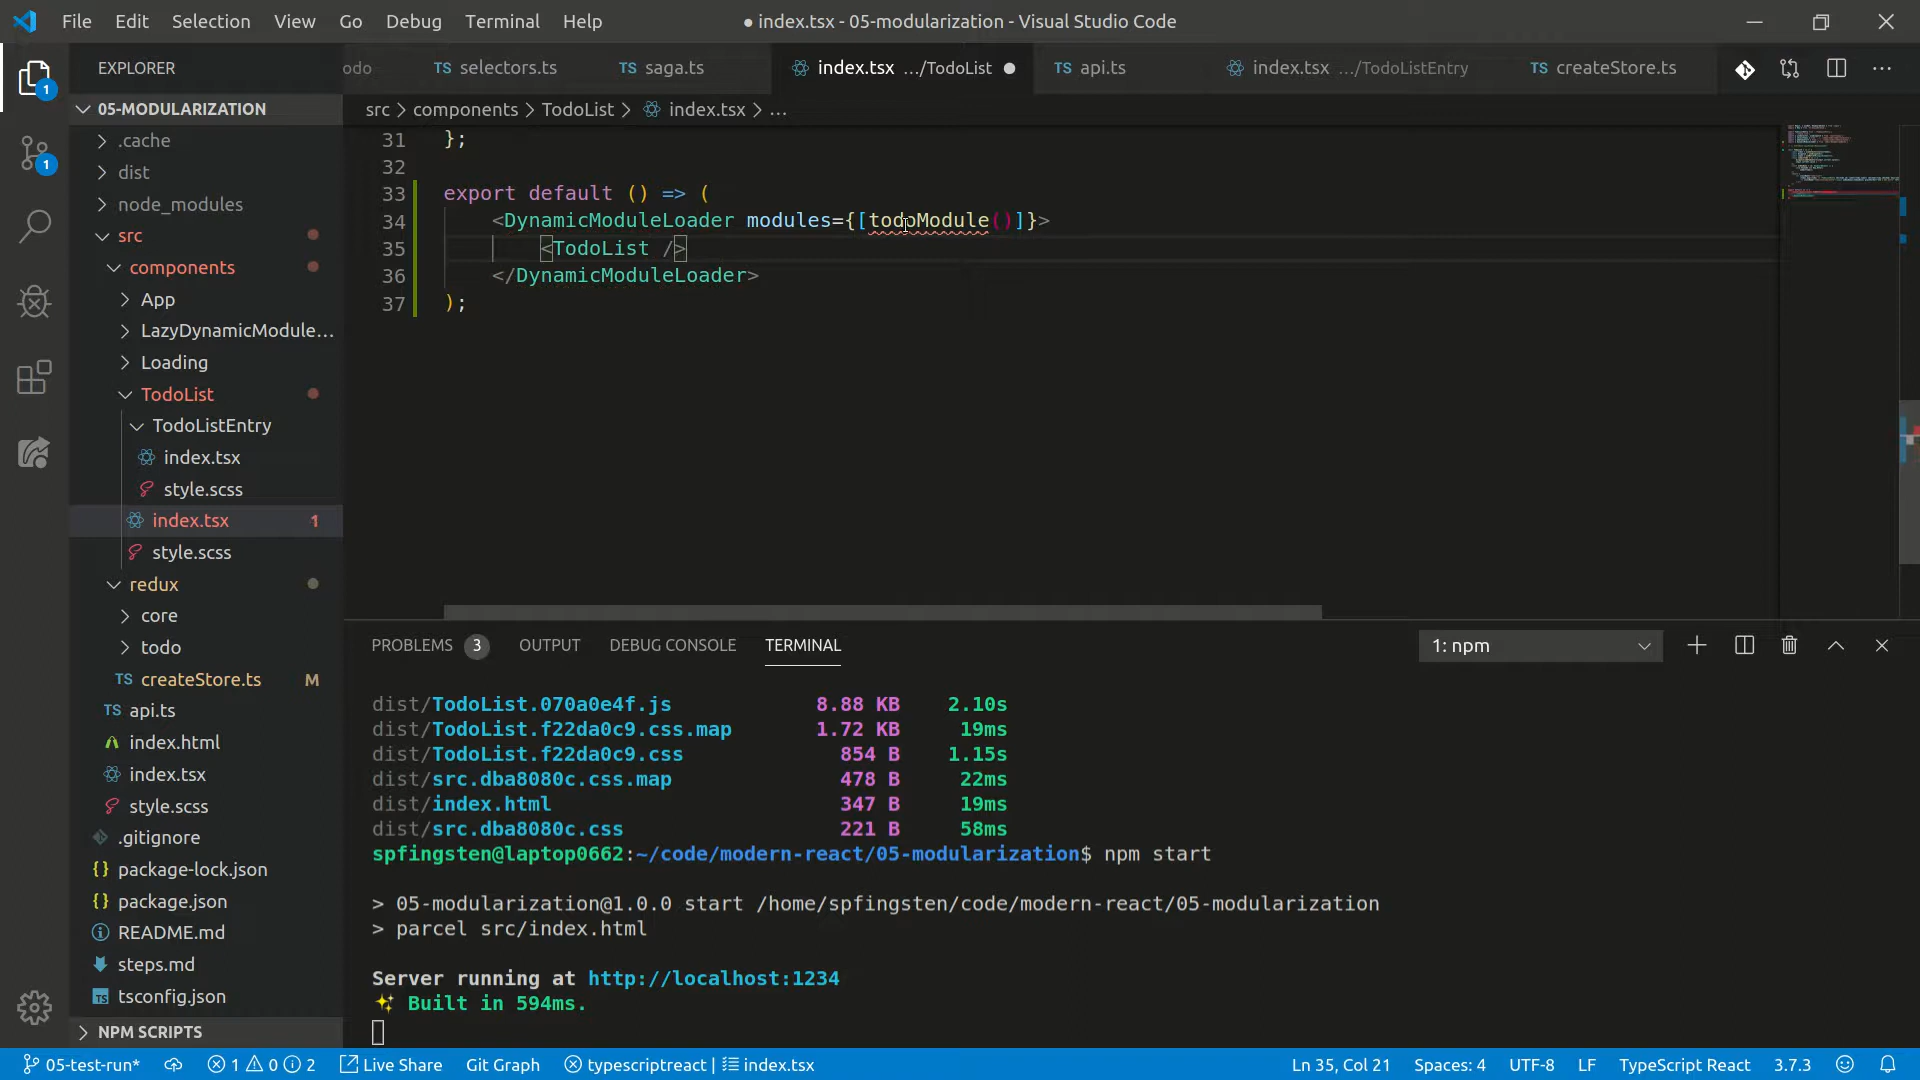 File Edit Selection View Go Debug Terminal Help
● index.tsx - 05-modularization - Visual Studio Code
EXPLORER
odo
TS selectors.ts
TS saga.ts
index.tsx …/TodoList
TS api.ts
index.tsx …/TodoListEntry
TS createStore.ts
05-MODULARIZATION
.cache
dist
node_modules
src
components
App
LazyDynamicModule…
Loading
TodoList
TodoListEntry
index.tsx
style.scss
index.tsx 1
style.scss
redux
core
todo
TS createStore.ts M
TS api.ts
index.html
index.tsx
style.scss
.gitignore
{} package-lock.json
{} package.json
README.md
steps.md
TS tsconfig.json
NPM SCRIPTS
1
1
src > components > TodoList > index.tsx > …
31 };
32
33 export default () => (
34 <DynamicModuleLoader modules={[todoModule()]}>
35 <TodoList />
36 </DynamicModuleLoader>
37 );
PROBLEMS 3 OUTPUT DEBUG CONSOLE TERMINAL
1: npm
dist/TodoList.070a0e4f.js 8.88 KB 2.10s
dist/TodoList.f22da0c9.css.map 1.72 KB 19ms
dist/TodoList.f22da0c9.css 854 B 1.15s
dist/src.dba8080c.css.map 478 B 22ms
dist/index.html 347 B 19ms
dist/src.dba8080c.css 221 B 58ms
spfingsten@laptop0662:~/code/modern-react/05-modularization$ npm start
> 05-modularization@1.0.0 start /home/spfingsten/code/modern-react/05-modularization
> parcel src/index.html
Server running at http://localhost:1234
✨ Built in 594ms.
05-test-run* 1 0 2 Live Share Git Graph typescriptreact | index.tsx Ln 35, Col 21 Spaces: 4 UTF-8 LF TypeScript React 3.7.3